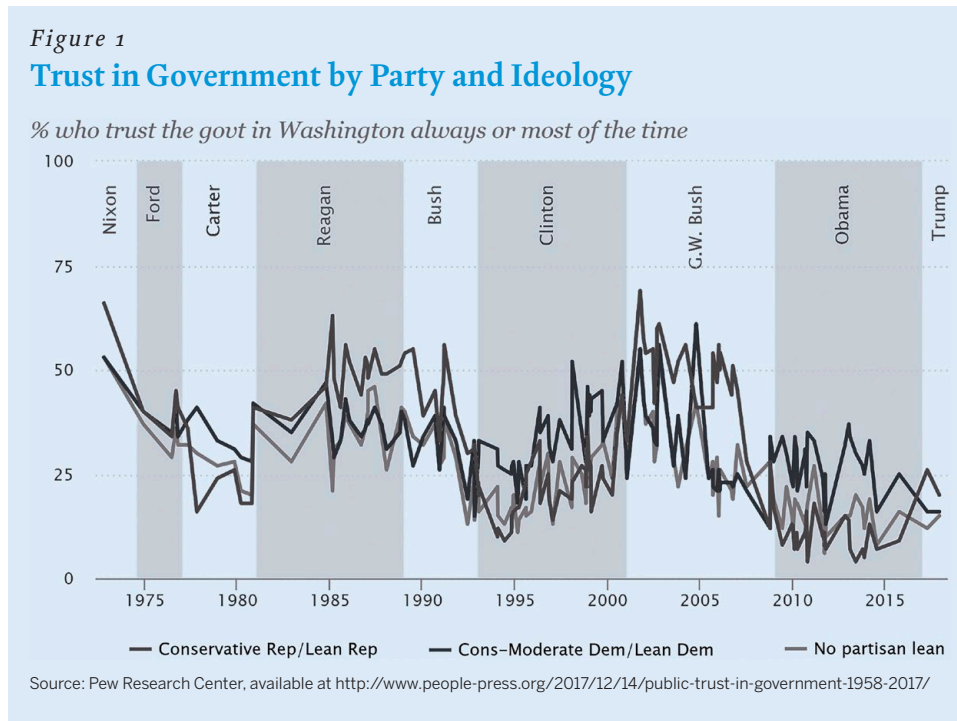 Figure 1
Trust in Government by Party and Ideology
% who trust the govt in Washington always or most of the time
100
Nixon
Ford
Carter
Reagan
Bush
Clinton
G.W. Bush
Obama
Trump
75
50
25
0
1975 1980 1985 1990 1995 2000 2005 2010 2015
Conservative Rep/Lean Rep Cons-Moderate Dem/Lean Dem No partisan lean
Source: Pew Research Center, available at http://www.people-press.org/2017/12/14/public-trust-in-government-1958-2017/